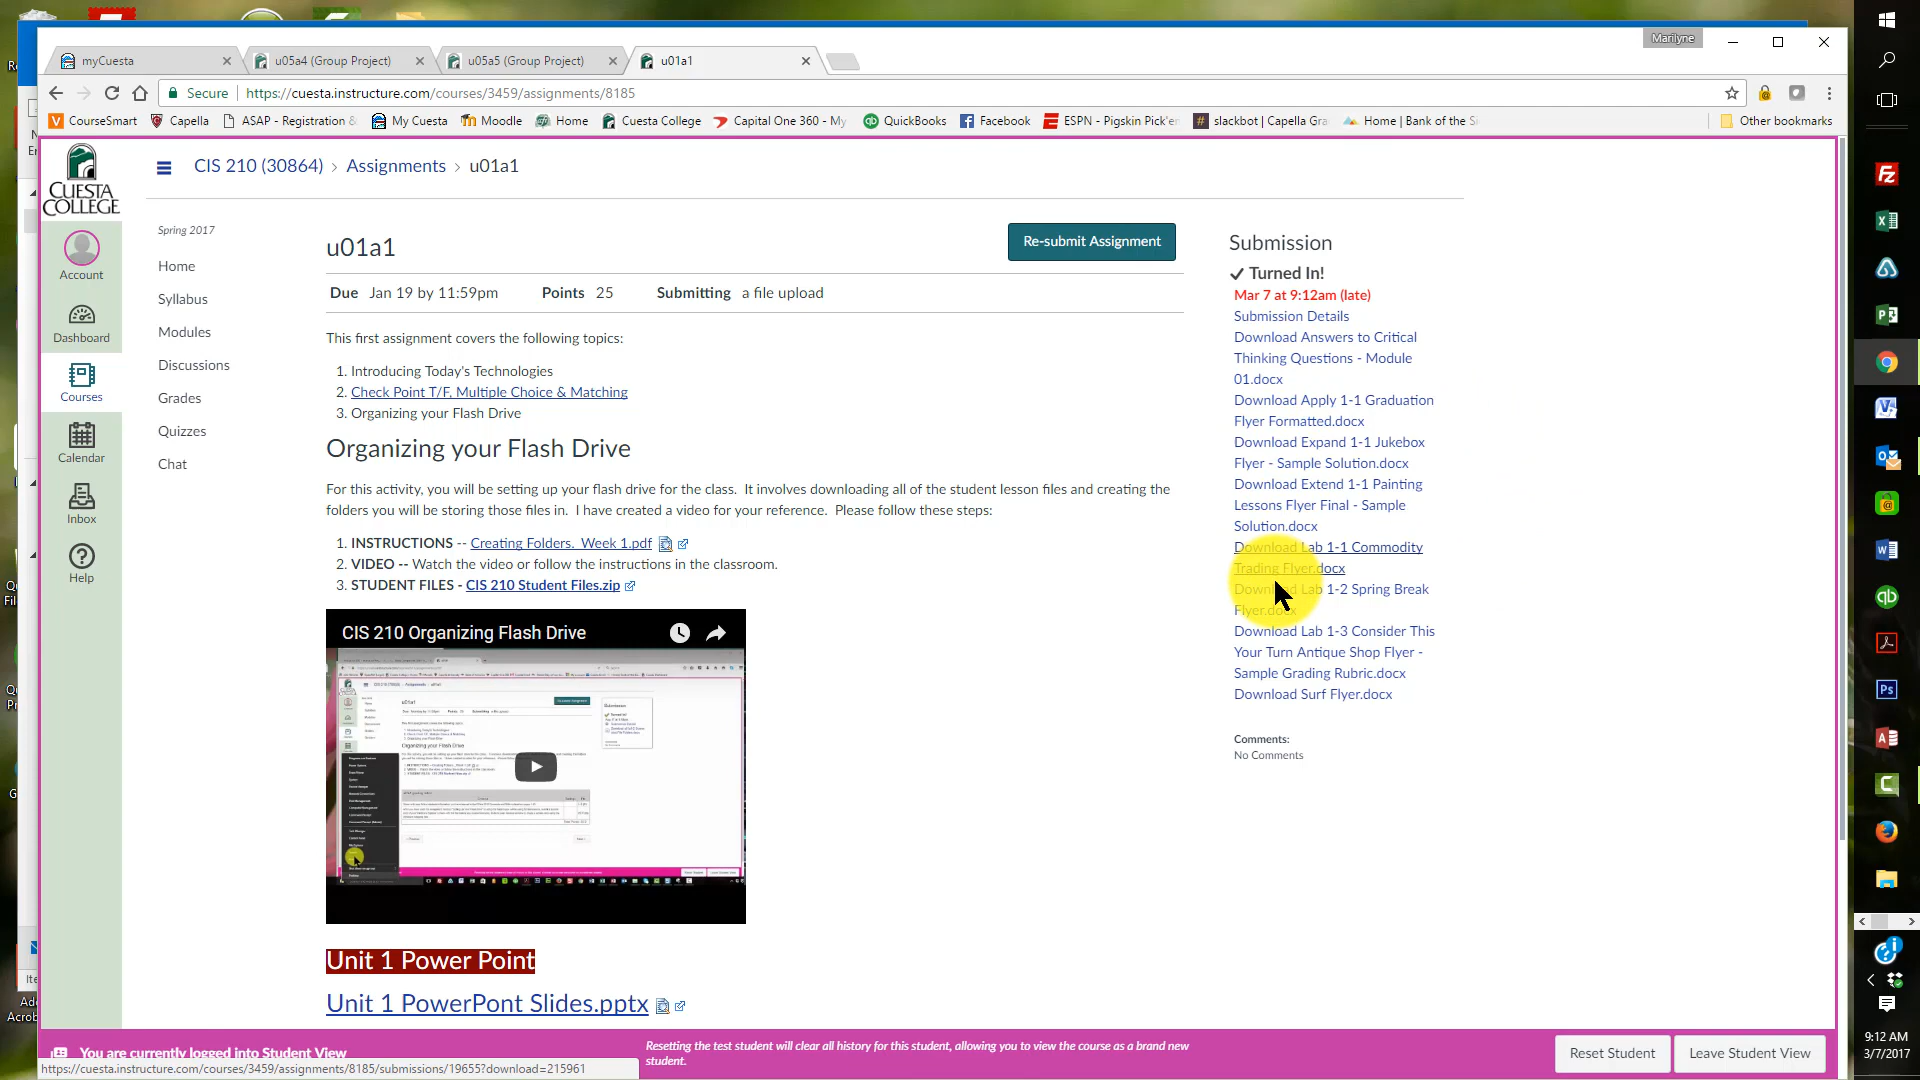 Marilyne
myCuesta
u05a4 (Group Project)
u05a5 (Group Project)
u01a1
Secure
https://cuesta.instructure.com/courses/3459/assignments/8185
CourseSmart
Capella
ASAP - Registration &
My Cuesta
Moodle
Home
Cuesta College
Capital One 360 - My
QuickBooks
Facebook
ESPN - Pigskin Pick'en
slackbot | Capella Gra
Home | Bank of the Si
Other bookmarks
CUESTA
COLLEGE
CIS 210 (30864) > Assignments > u01a1
Account
Dashboard
Courses
Calendar
Inbox
Help
Spring 2017
Home
Syllabus
Modules
Discussions
Grades
Quizzes
Chat
u01a1
Re-submit Assignment
Due Jan 19 by 11:59pm Points 25 Submitting a file upload
This first assignment covers the following topics:
1. Introducing Today's Technologies
2. Check Point T/F, Multiple Choice & Matching
3. Organizing your Flash Drive
Organizing your Flash Drive
For this activity, you will be setting up your flash drive for the class. It involves downloading all of the student lesson files and creating the
folders you will be storing those files in. I have created a video for your reference. Please follow these steps:
1. INSTRUCTIONS -- Creating Folders. Week 1.pdf
2. VIDEO -- Watch the video or follow the instructions in the classroom.
3. STUDENT FILES - CIS 210 Student Files.zip
CIS 210 Organizing Flash Drive
Unit 1 Power Point
Unit 1 PowerPont Slides.pptx
Submission
Turned In!
Mar 7 at 9:12am (late)
Submission Details
Download Answers to Critical
Thinking Questions - Module
01.docx
Download Apply 1-1 Graduation
Flyer Formatted.docx
Download Expand 1-1 Jukebox
Flyer - Sample Solution.docx
Download Extend 1-1 Painting
Lessons Flyer Final - Sample
Solution.docx
Download Lab 1-1 Commodity
Trading Flyer.docx
Download Lab 1-2 Spring Break
Flyer.docx
Download Lab 1-3 Consider This
Your Turn Antique Shop Flyer -
Sample Grading Rubric.docx
Download Surf Flyer.docx
Comments:
No Comments
You are currently logged into Student View
Resetting the test student will clear all history for this student, allowing you to view the course as a brand new
student.
Reset Student
Leave Student View
https://cuesta.instructure.com/courses/3459/assignments/8185/submissions/19655?download=215961
9:12 AM
3/7/2017